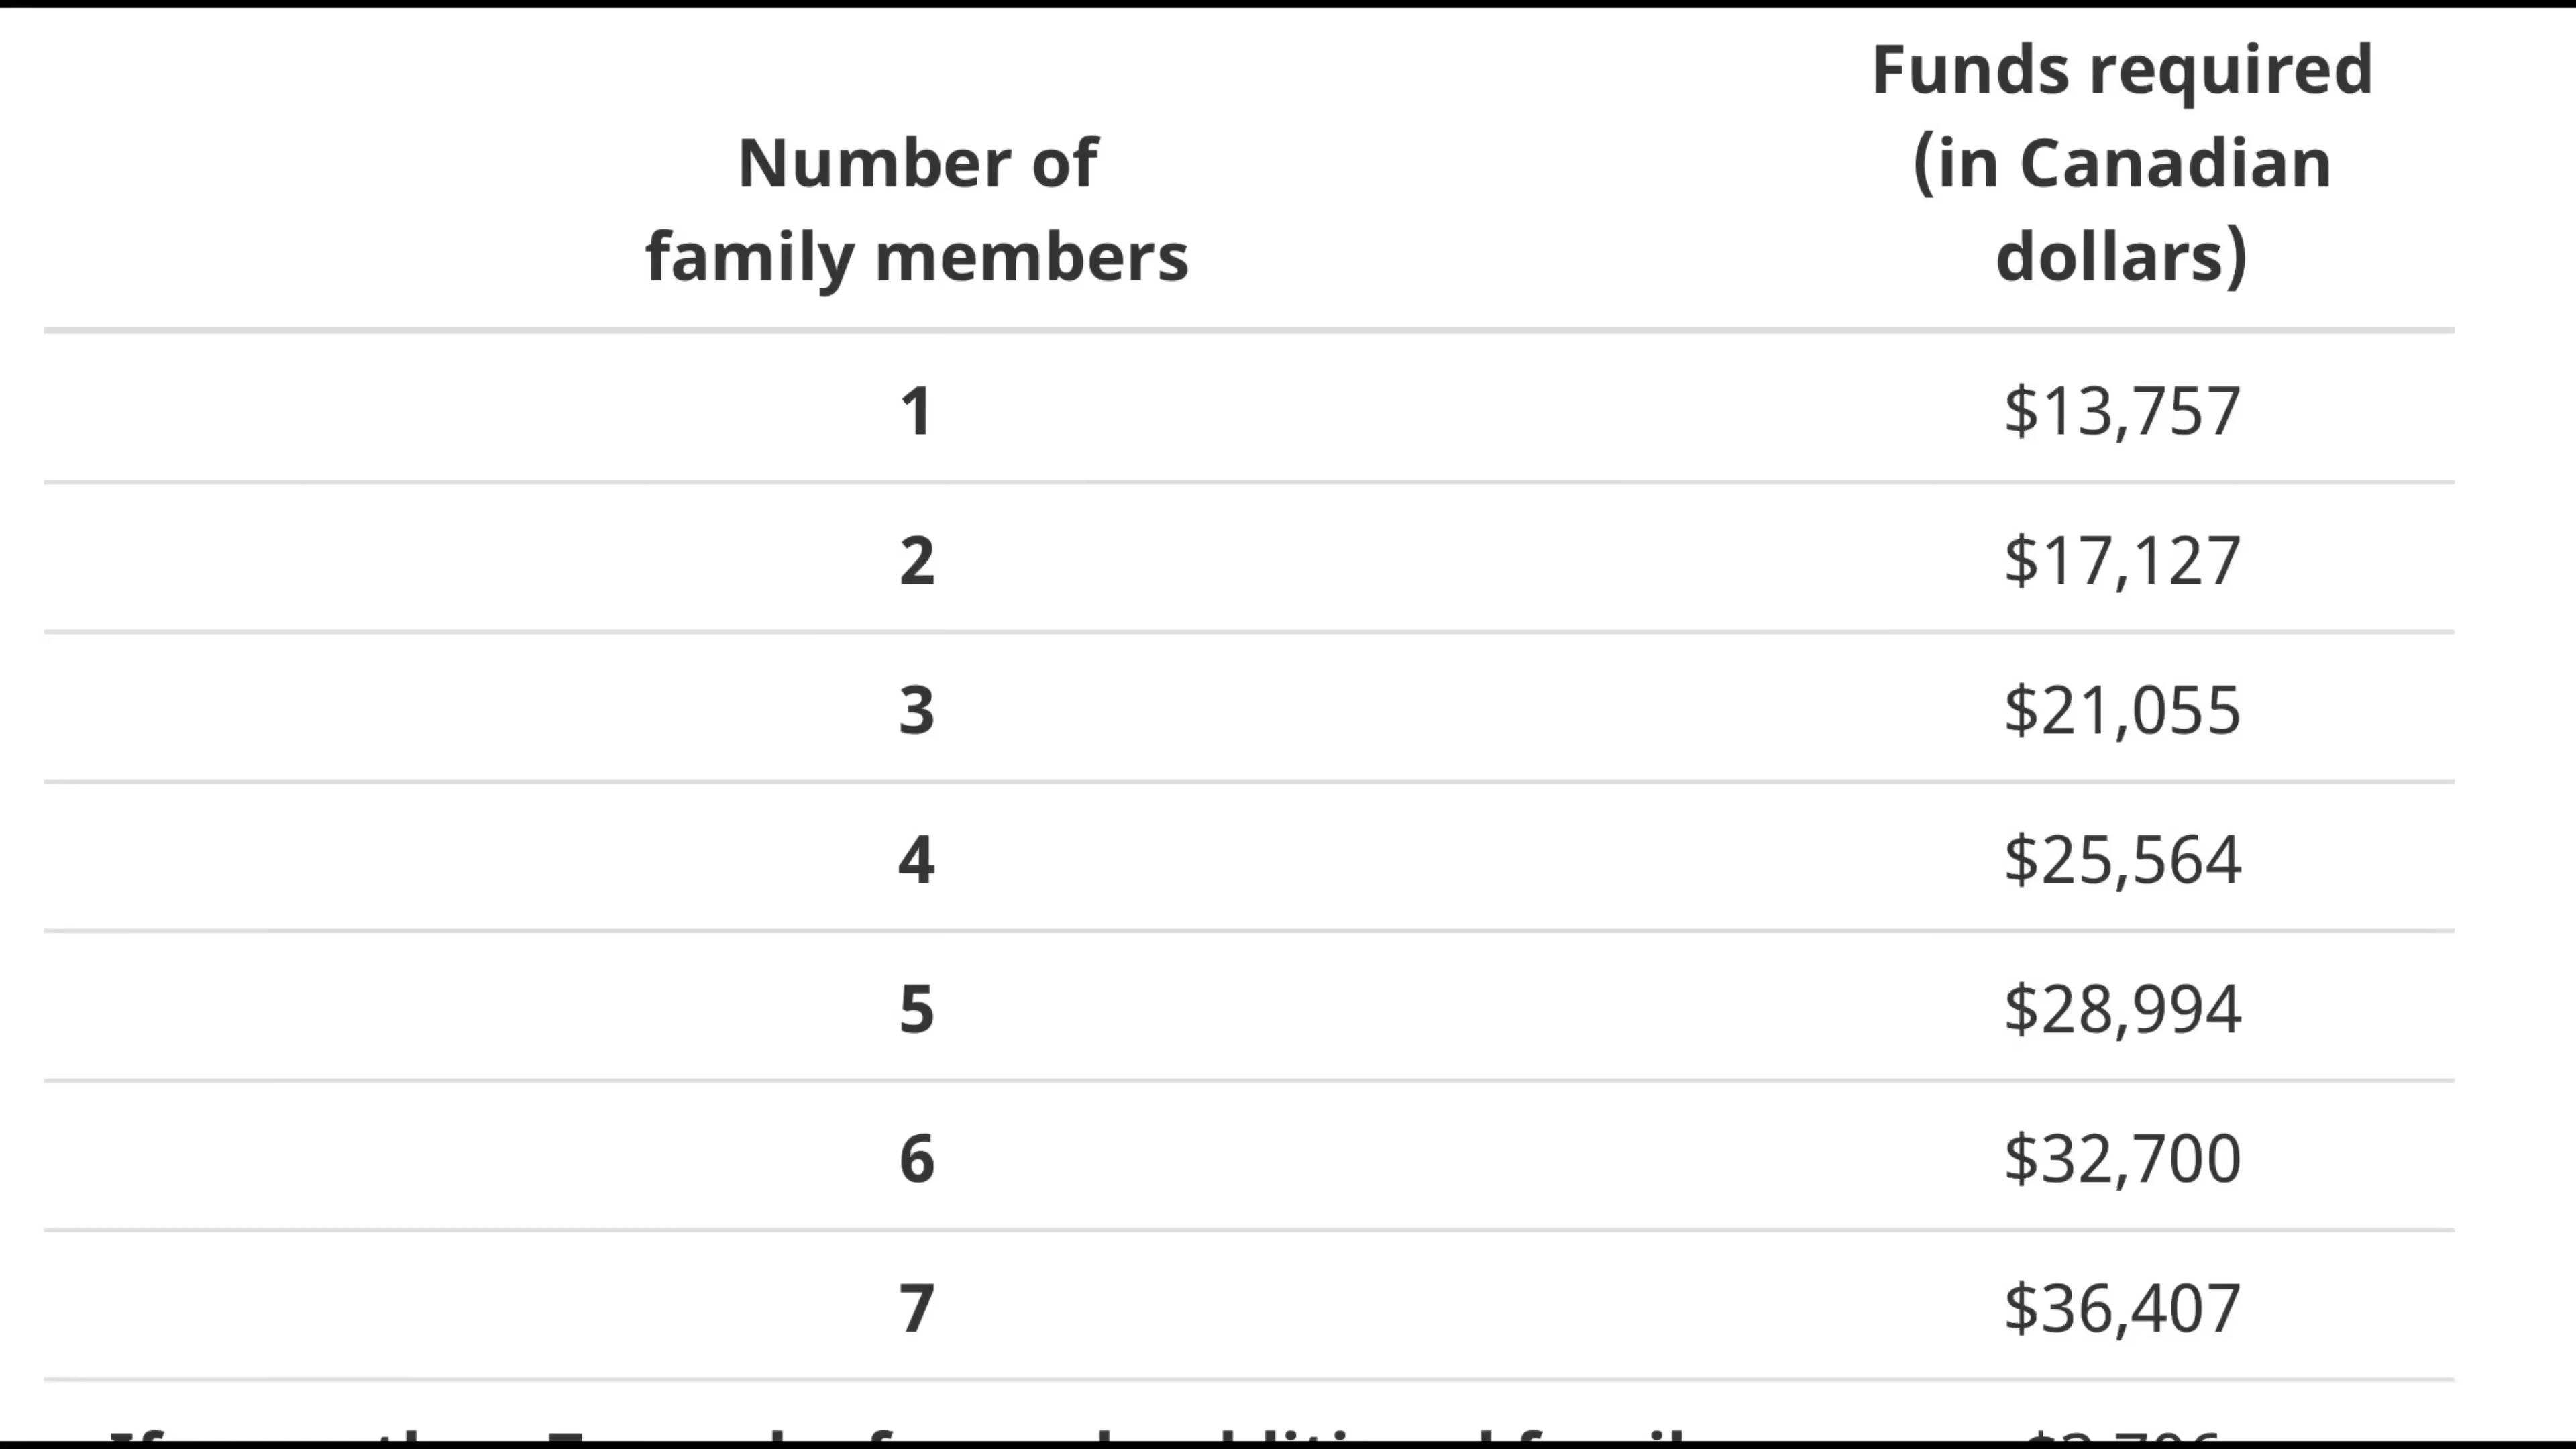 Number of
family members
Funds required
(in Canadian
dollars)
1 $13,757
2 $17,127
3 $21,055
4 $25,564
5 $28,994
6 $32,700
7 $36,407